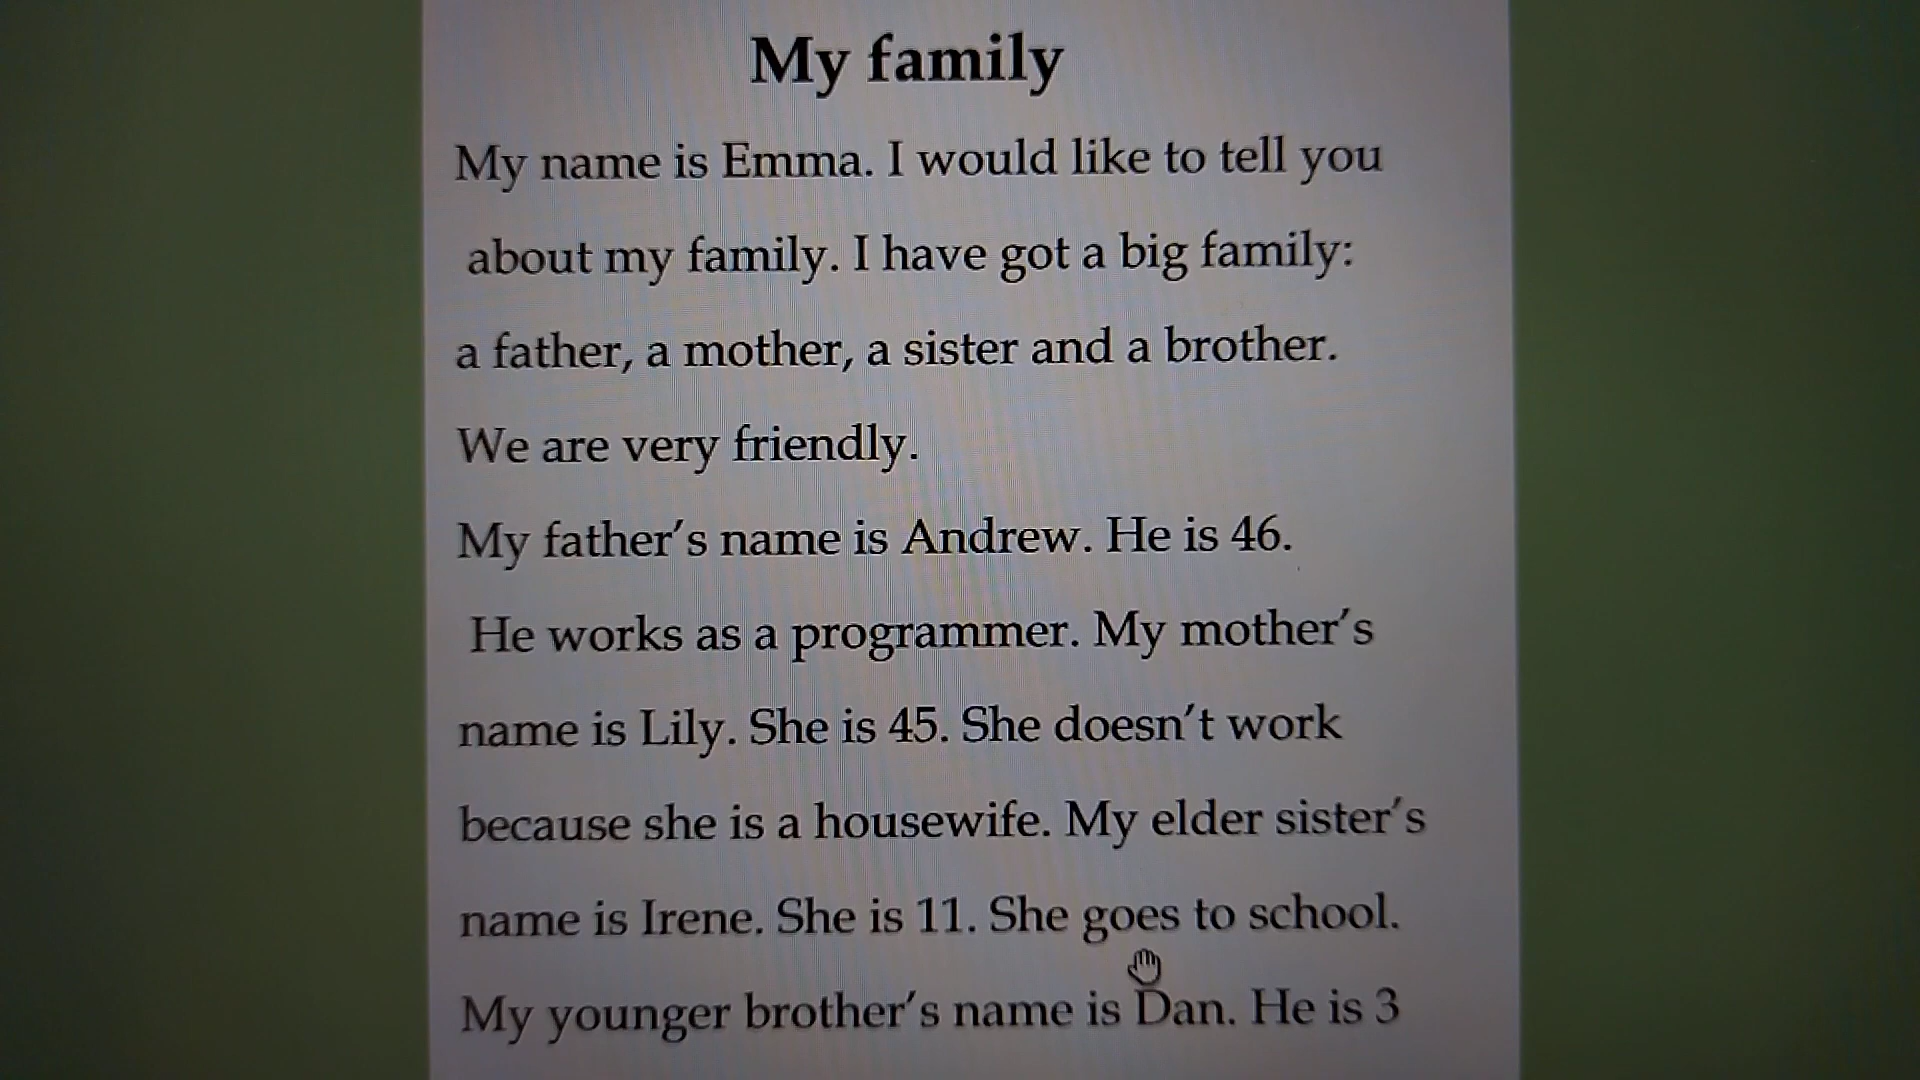 My family
My name is Emma. I would like to tell you
about my family. I have got a big family:
a father, a mother, a sister and a brother.
We are very friendly.
My father’s name is Andrew. He is 46.
He works as a programmer. My mother’s
name is Lily. She is 45. She doesn’t work
because she is a housewife. My elder sister’s
name is Irene. She is 11. She goes to school.
My younger brother’s name is Dan. He is 3